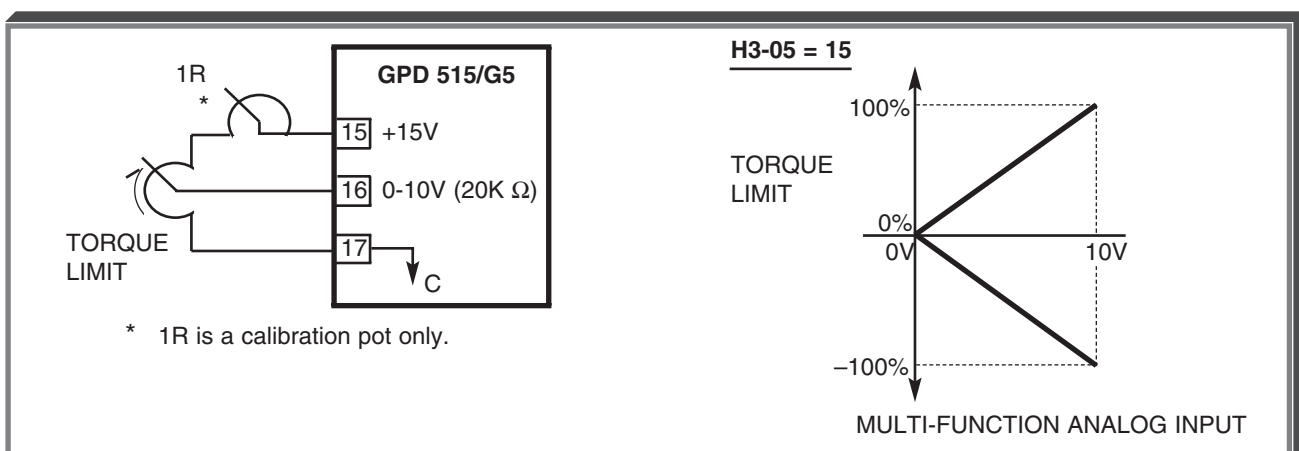 1R
*
GPD 515/G5
15 +15V
16 0-10V (20K Ω)
17
C
TORQUE
LIMIT
* 1R is a calibration pot only.
H3-05 = 15
100%
TORQUE
LIMIT
0%
0V
10V
–100%
MULTI-FUNCTION ANALOG INPUT